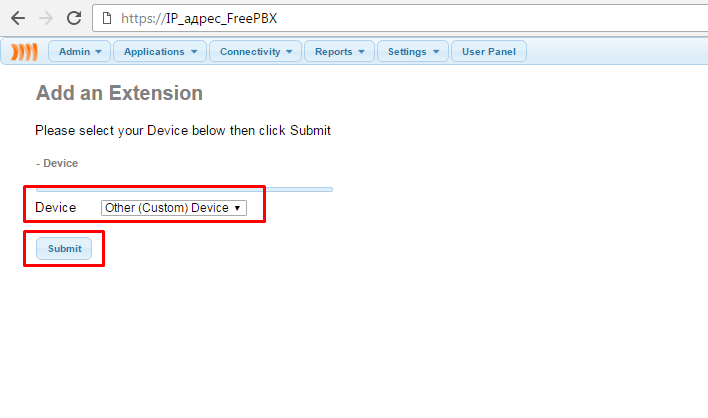 https://IP_адрес_FreePBX
Admin Applications Connectivity Reports Settings User Panel
Add an Extension
Please select your Device below then click Submit
- Device
Device Other (Custom) Device
Submit